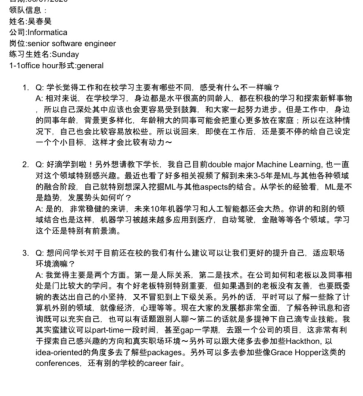 日期:05/07/2020
领队信息：
姓名:吴春昊
公司:Informatica
岗位:senior software engineer
练习生姓名:Sunday
1-1office hour形式:general
1. Q: 学长觉得工作和在校学习主要有哪些不同，感受有什么不一样嘛？
A: 相对来说，在学校学习，身边都是水平很高的同龄人，都在积极的学习和探索新鲜事物
，所以自己深处其中应该也会更容易受到鼓舞，和大家一起努力进步。但是工作中，身边
的同事年龄，背景更多样化，年龄稍大的同事可能会把重心更多放在家庭；所以在这种情
况下，自己也会比较容易放松些。所以说回来，即使在工作后，还是要不停的给自己设定
一个个小目标，这样才会比较有动力～
2. Q: 好滴学到啦！另外想请教下学长，我自己目前double major Machine Learning, 也一直
对这个领域特别感兴趣。最近也看了好多相关视频了解到未来3-5年是ML与其他各种领域
的融合阶段，自己就特别想深入挖掘ML与其他aspects的结合。从学长的经验看，ML是不
是趋势，发展势头如何吖？
A: 是的，非常稳健的来讲，未来10年机器学习和人工智能都还会大热。你讲的和别的领
域结合也是这样，机器学习被越来越多应用到医疗，自动驾驶，金融等等各个领域。学习
这个还是特别有前景滴。
3. Q: 想问问学长对于目前还在校的我们有什么建议可以让我们更好的提升自己，适应职场
环境滴嘛？
A: 我觉得主要是两个方面。第一是人际关系，第二是技术。在公司如何和老板以及同事相
处是门比较大的学问。有个好老板特别特别重要，但如果遇到的老板没有友善，也要既委
婉的表达出自己的小坚持，又不冒犯到上下级关系。另外的话，平时可以了解一些除了计
算机外别的领域，就像经济，心理等等。现在大家的发展都非常全面，了解各种讯息和咨
询既可以充实自己，也可以有话题跟别人聊～第二的话就是多提神下自己滴专业技能。我
其实蛮建议可以part-time一段时间，甚至gap一学期，去跟一个公司的项目，这非常有利
于探索自己感兴趣的方向和真实职场环境～另外可以跟大佬多去参加些Hackthon, 以
idea-oriented的角度多去了解些packages。另外可以多去参加些像Grace Hopper这类的
conferences，还有别的学校的career fair。